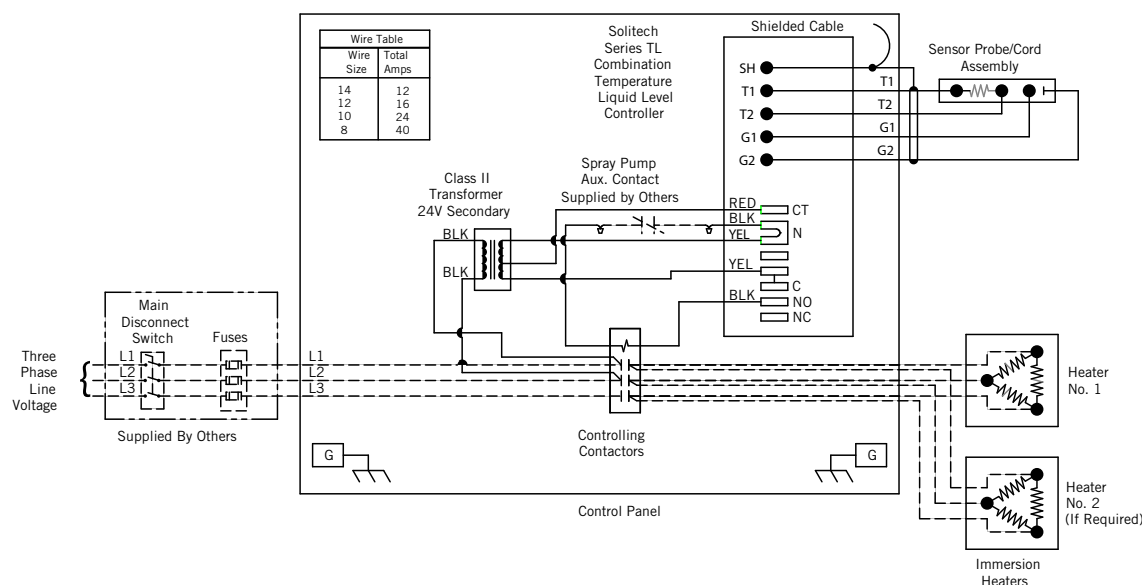 Wire Table
Wire Size
Total Amps
14 12
12 16
10 24
8 40
Solitech
Series TL
Combination
Temperature
Liquid Level
Controller
Shielded Cable
SH
T1
T2
G1
G2
T1
T2
G1
G2
Sensor Probe/Cord
Assembly
Spray Pump
Aux. Contact
Supplied by Others
Class II
Transformer
24V Secondary
BLK
BLK
RED
BLK
YEL
YEL
BLK
CT
N
C
NO
NC
Main
Disconnect
Switch
Fuses
Three
Phase
Line
Voltage
L1
L2
L3
L1
L2
L3
Supplied By Others
Controlling
Contactors
G
G
Control Panel
Heater
No. 1
Heater
No. 2
(If Required)
Immersion
Heaters